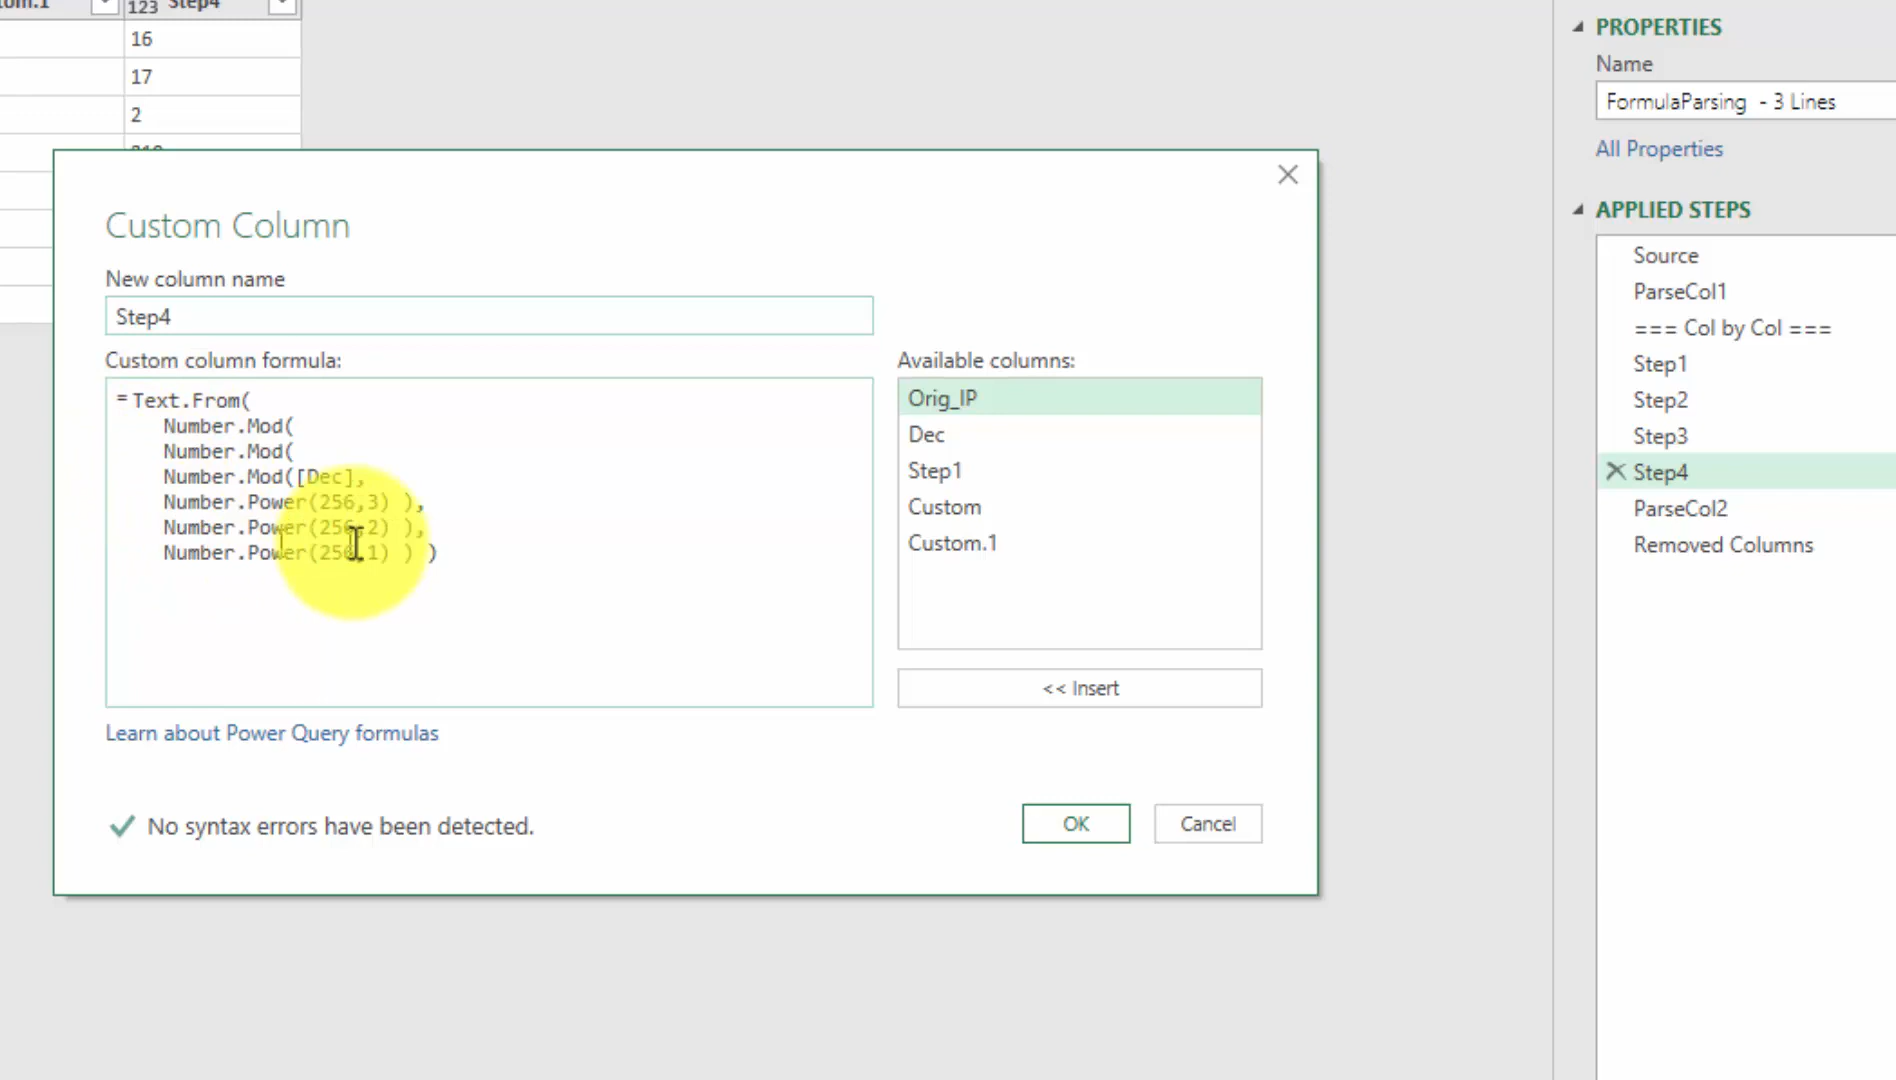 Step4
123
16
17
2
Custom Column
New column name
Step4
Custom column formula:
=Text.From(
Number.Mod(
Number.Mod(
Number.Mod([Dec],
Number.Power(256,3) ),
Number.Power(256,2) ),
Number.Power(256,1) ) )
Available columns:
Orig_IP
Dec
Step1
Custom
Custom.1
<< Insert
Learn about Power Query formulas
No syntax errors have been detected.
OK
Cancel
PROPERTIES
Name
FormulaParsing - 3 Lines
All Properties
APPLIED STEPS
Source
ParseCol1
=== Col by Col ===
Step1
Step2
Step3
Step4
ParseCol2
Removed Columns